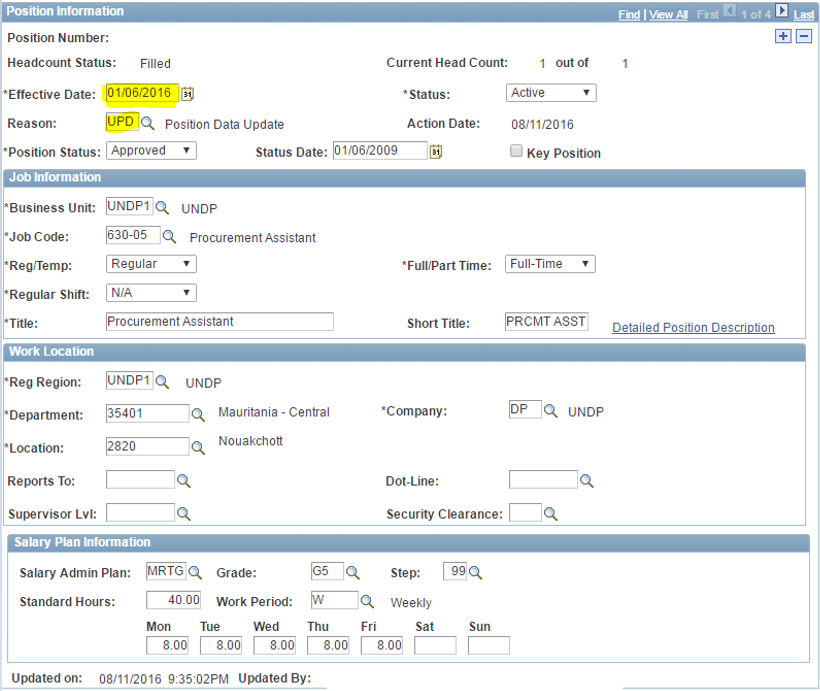 Position Information
Find | View All First 1 of 4 Last
Position Number:
Headcount Status: Filled Current Head Count: 1 out of 1
*Effective Date: 01/06/2016 31 *Status: Active
Reason: UPD Position Data Update Action Date: 08/11/2016
*Position Status: Approved Status Date: 01/06/2009 31 Key Position
Job Information
*Business Unit: UNDP1 UNDP
*Job Code: 630-05 Procurement Assistant
*Reg/Temp: Regular *Full/Part Time: Full-Time
*Regular Shift: N/A
*Title: Procurement Assistant Short Title: PRCMT ASST Detailed Position Description
Work Location
*Reg Region: UNDP1 UNDP
*Department: 35401 Mauritania - Central *Company: DP UNDP
*Location: 2820 Nouakchott
Reports To: Dot-Line:
Supervisor Lvl: Security Clearance:
Salary Plan Information
Salary Admin Plan: MRTG Grade: G5 Step: 99
Standard Hours: 40.00 Work Period: W Weekly
Mon Tue Wed Thu Fri Sat Sun
8.00 8.00 8.00 8.00 8.00
Updated on: 08/11/2016 9:35:02PM Updated By: